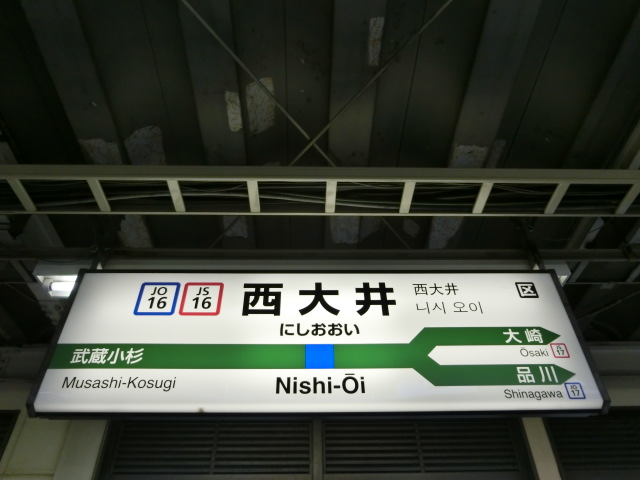 JO 16 JS 16 西大井 西大井 区
니시 오이
にしおおい
武蔵小杉 大崎
Musashi-Kosugi Nishi-Ōi Osaki JS 17
品川
Shinagawa JO 17